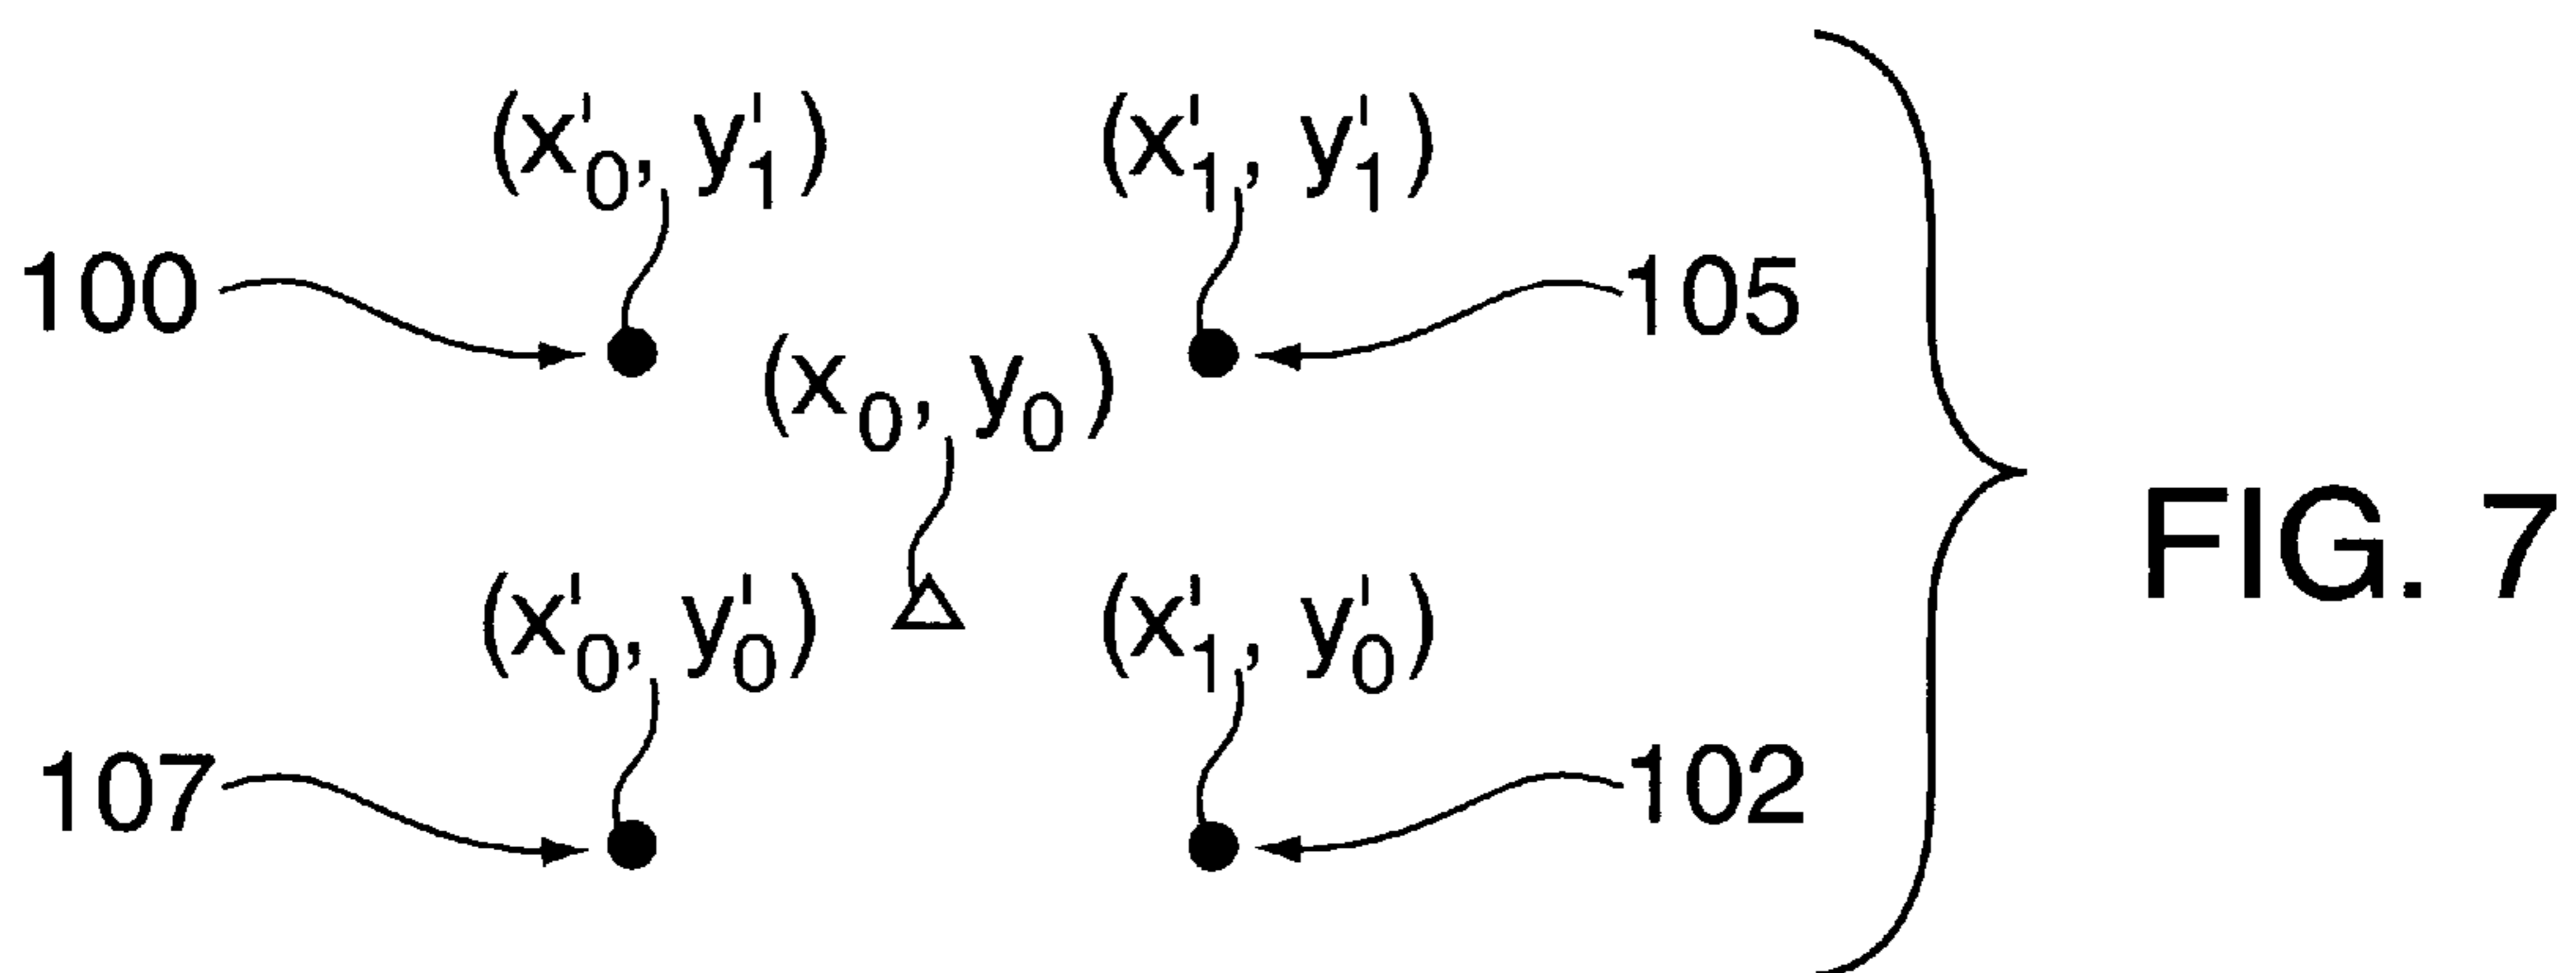 (x'₀, y'₁) (x'₁, y'₁)
100 105
(x₀, y₀)
FIG. 7
(x'₀, y'₀) (x'₁, y'₀)
107 102